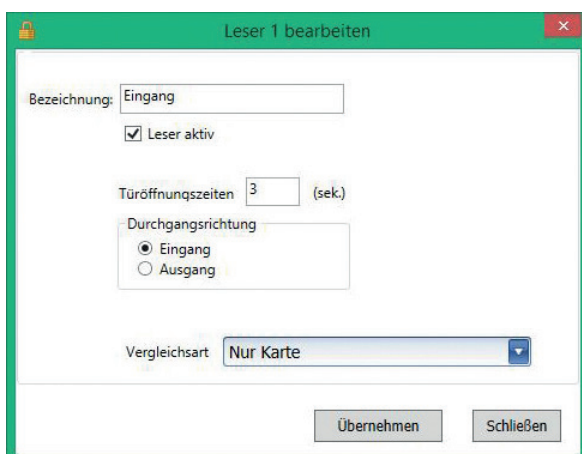 Leser 1 bearbeiten
Bezeichnung: Eingang
Leser aktiv
Türöffnungszeiten 3 (sek.)
Durchgangsrichtung
Eingang
Ausgang
Vergleichsart Nur Karte
Übernehmen Schließen